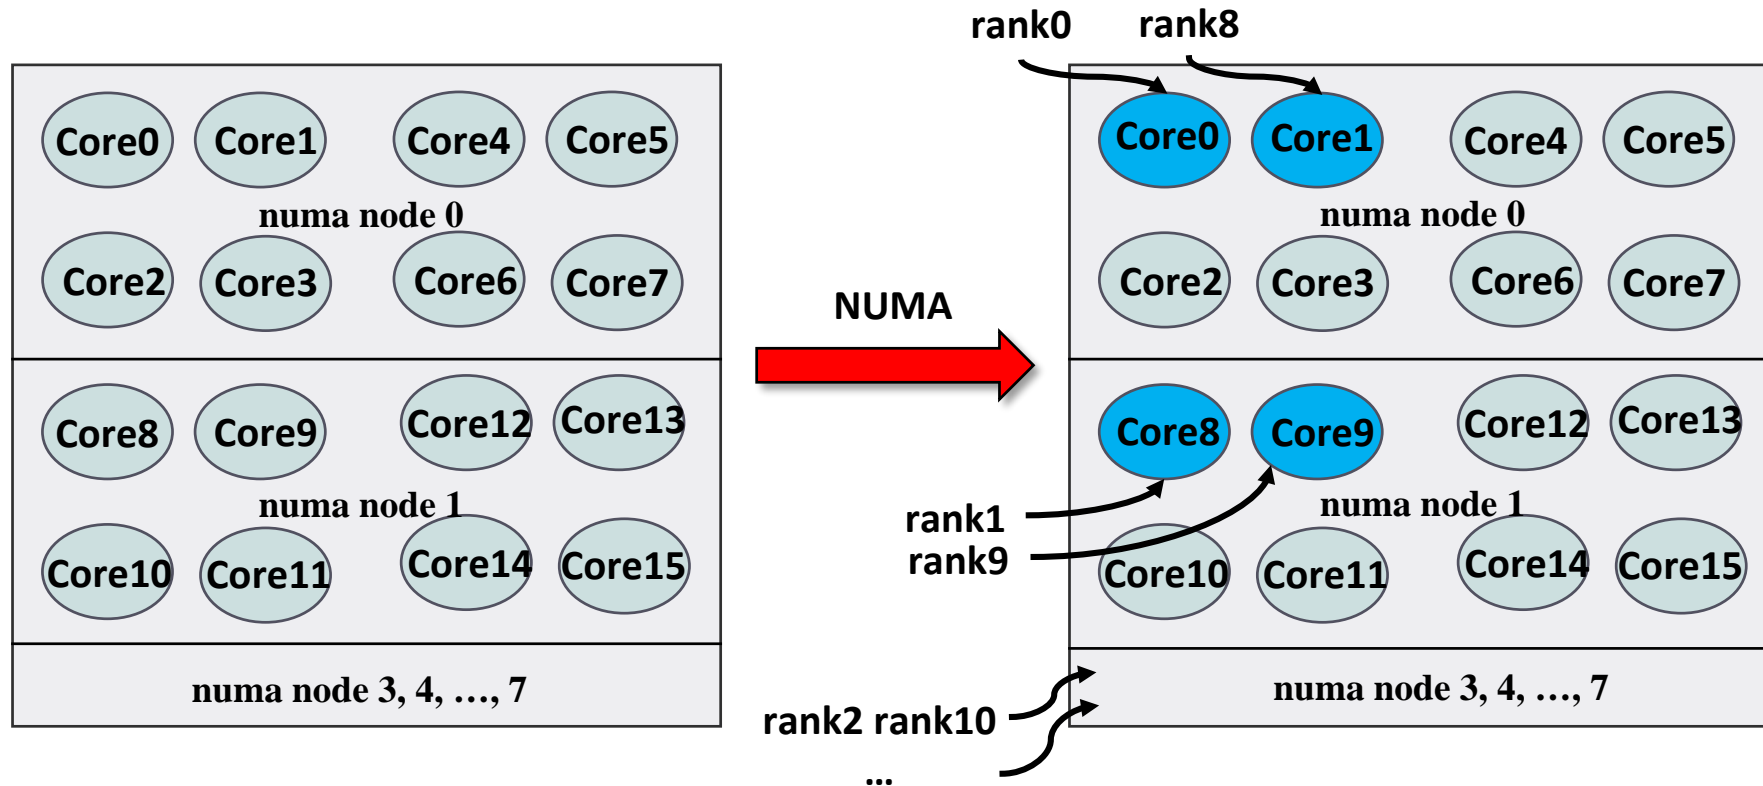 rank0 rank8
Core0 Core1 Core4 Core5
numa node 0
Core2 Core3 Core6 Core7
Core8 Core9 Core12 Core13
numa node 1
Core10 Core11 Core14 Core15
numa node 3, 4, ..., 7
NUMA
Core0 Core1 Core4 Core5
numa node 0
Core2 Core3 Core6 Core7
Core8 Core9 Core12 Core13
numa node 1
rank1
rank9
Core10 Core11 Core14 Core15
numa node 3, 4, ..., 7
rank2 rank10
...